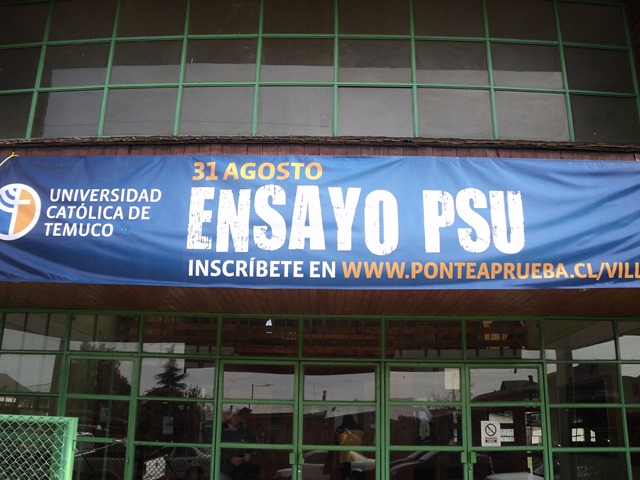 31 AGOSTO
UNIVERSIDAD
CATÓLICA DE
TEMUCO
ENSAYO PSU
INSCRÍBETE EN WWW.PONTEAPRUEBA.CL/VILL